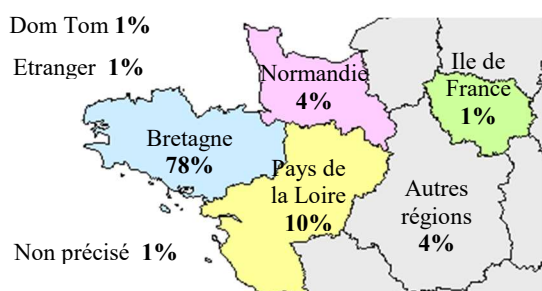 Dom Tom 1%
Etranger 1%
Normandie
4%
Ile de
France
1%
Bretagne
78%
Pays de
la Loire
10%
Autres
régions
4%
Non précisé 1%